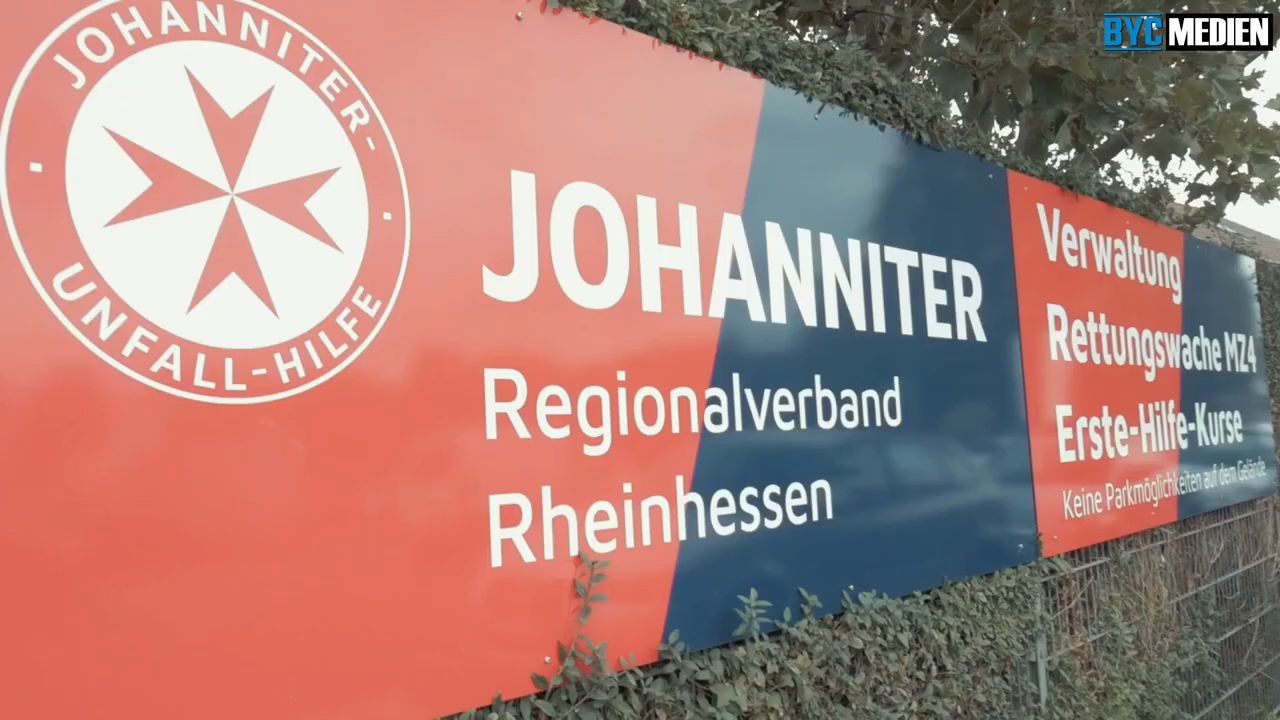 BYC MEDIEN
JOHANNITER-
UNFALL-HILFE
JOHANNITER
Regionalverband
Rheinhessen
Verwaltung
Rettungswache MZ4
Erste-Hilfe-Kurse
Keine Parkmöglichkeiten auf dem Gelände